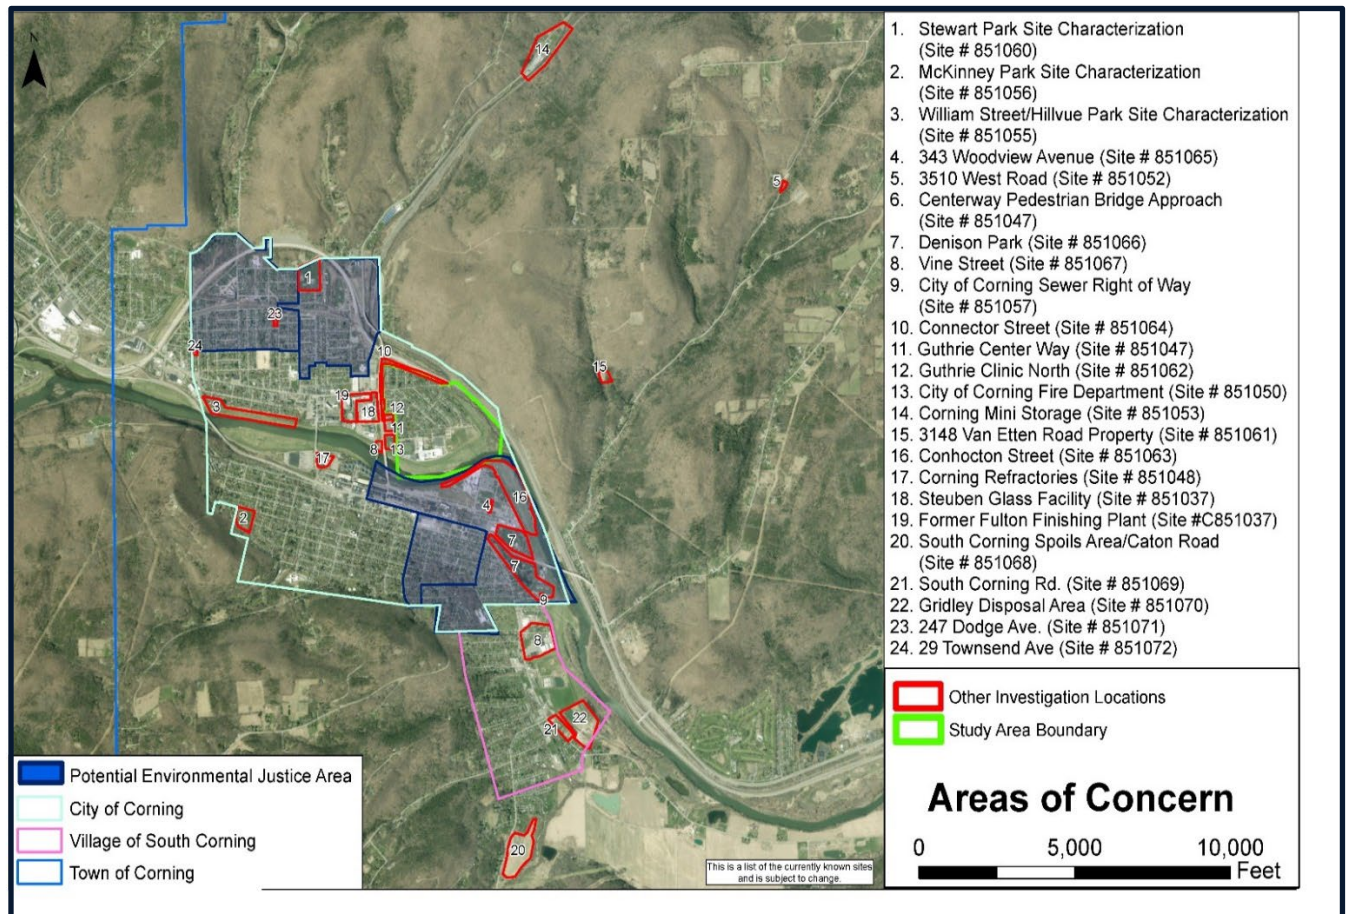 N
14
5
1
23
24
10
15
19
3
18
12
11
8
13
17
16
4
2
7
7
9
8
22
21
20
1. Stewart Park Site Characterization
(Site # 851060)
2. McKinney Park Site Characterization
(Site # 851056)
3. William Street/Hillvue Park Site Characterization
(Site # 851055)
4. 343 Woodview Avenue (Site # 851065)
5. 3510 West Road (Site # 851052)
6. Centerway Pedestrian Bridge Approach
(Site # 851047)
7. Denison Park (Site # 851066)
8. Vine Street (Site # 851067)
9. City of Corning Sewer Right of Way
(Site # 851057)
10. Connector Street (Site # 851064)
11. Guthrie Center Way (Site # 851047)
12. Guthrie Clinic North (Site # 851062)
13. City of Corning Fire Department (Site # 851050)
14. Corning Mini Storage (Site # 851053)
15. 3148 Van Etten Road Property (Site # 851061)
16. Conhocton Street (Site # 851063)
17. Corning Refractories (Site # 851048)
18. Steuben Glass Facility (Site # 851037)
19. Former Fulton Finishing Plant (Site #C851037)
20. South Corning Spoils Area/Caton Road
(Site # 851068)
21. South Corning Rd. (Site # 851069)
22. Gridley Disposal Area (Site # 851070)
23. 247 Dodge Ave. (Site # 851071)
24. 29 Townsend Ave (Site # 851072)
Other Investigation Locations
Study Area Boundary
Areas of Concern
0 5,000 10,000
Feet
Potential Environmental Justice Area
City of Corning
Village of South Corning
Town of Corning
This is a list of the currently known sites
and is subject to change.